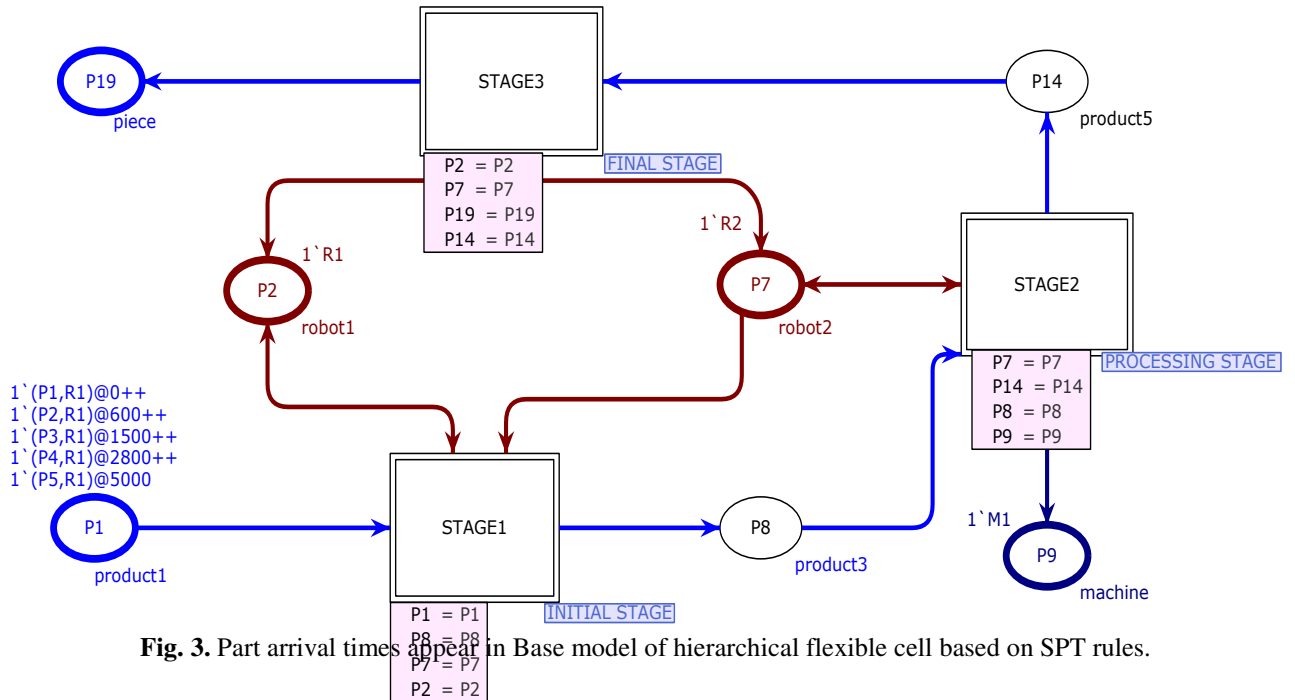 P19
piece
STAGE3
P14
product5
FINAL STAGE
P2 = P2
P7 = P7
P19 = P19
P14 = P14
1`R1
P2
robot1
1`R2
P7
robot2
STAGE2
PROCESSING STAGE
P7 = P7
P14 = P14
P8 = P8
P9 = P9
1`(P1,R1)@0++
1`(P2,R1)@600++
1`(P3,R1)@1500++
1`(P4,R1)@2800++
1`(P5,R1)@5000
P1
product1
STAGE1
P8
product3
1`M1
P9
machine
INITIAL STAGE
P1 = P1
P8 = P8
P7 = P7
P2 = P2
Fig. 3. Part arrival times appear in Base model of hierarchical flexible cell based on SPT rules.